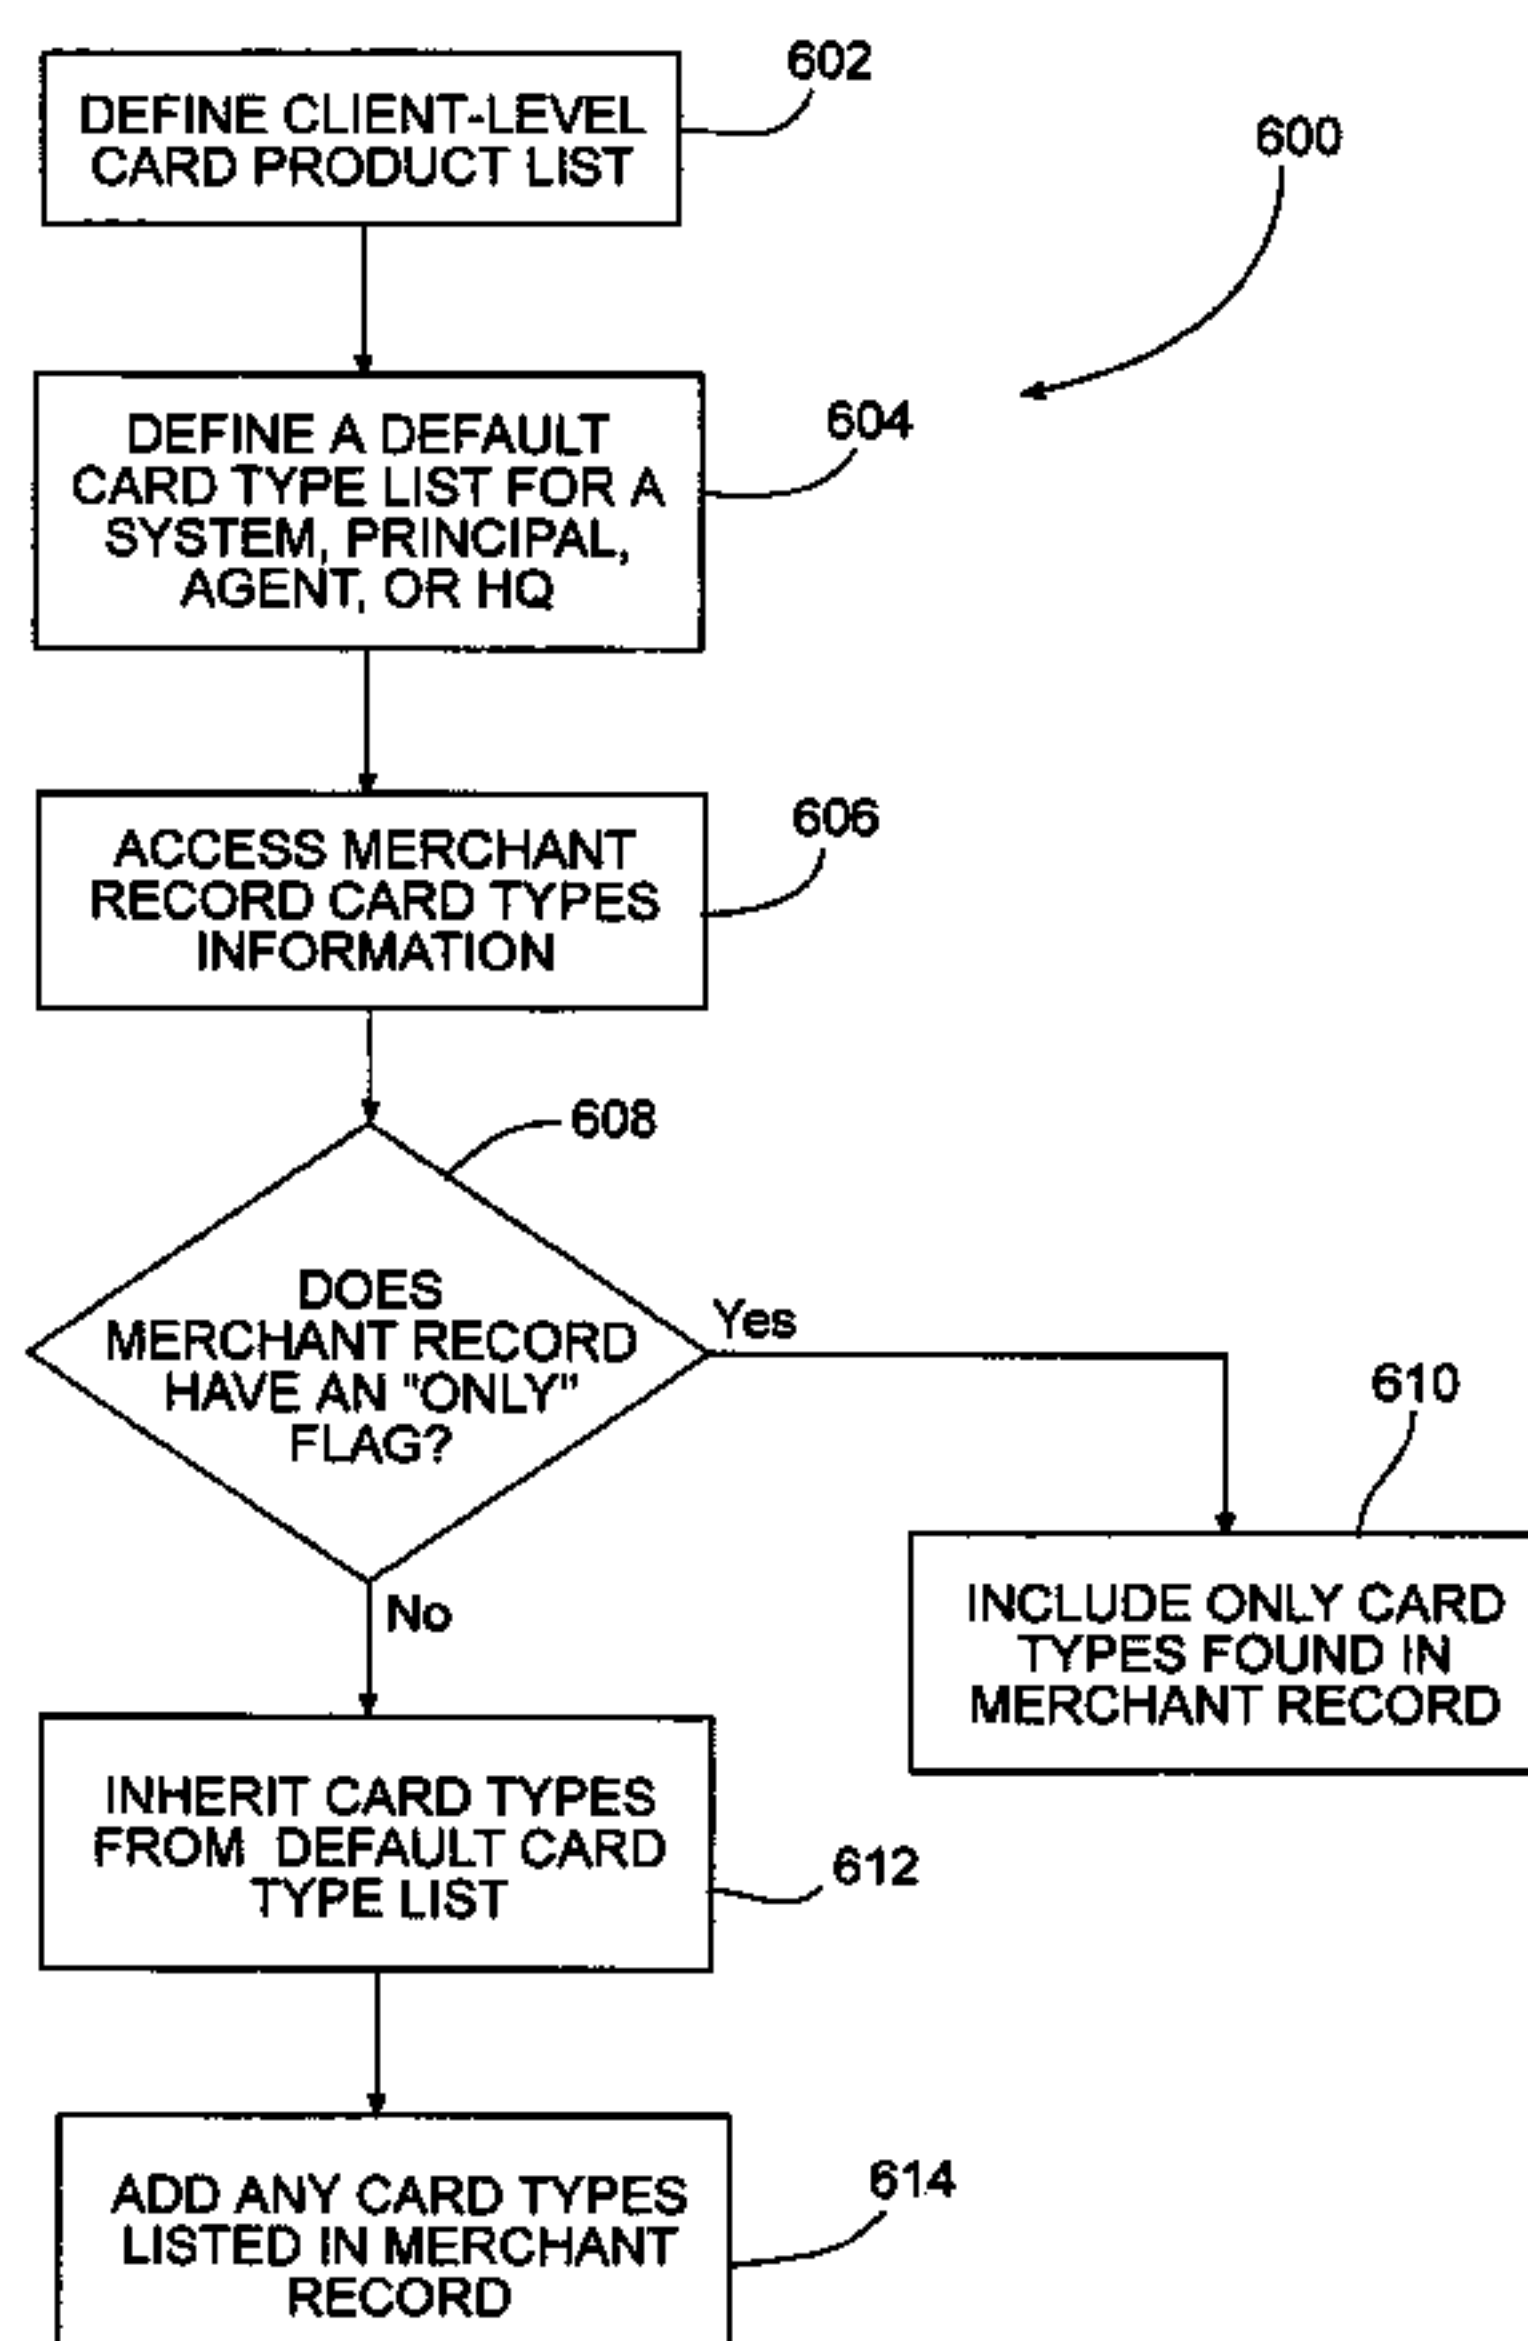 602
DEFINE CLIENT-LEVEL
CARD PRODUCT LIST
600
604
DEFINE A DEFAULT
CARD TYPE LIST FOR A
SYSTEM, PRINCIPAL,
AGENT, OR HQ
606
ACCESS MERCHANT
RECORD CARD TYPES
INFORMATION
608
DOES
MERCHANT RECORD
HAVE AN "ONLY"
FLAG?
Yes
610
INCLUDE ONLY CARD
TYPES FOUND IN
MERCHANT RECORD
No
INHERIT CARD TYPES
FROM DEFAULT CARD
TYPE LIST
612
614
ADD ANY CARD TYPES
LISTED IN MERCHANT
RECORD